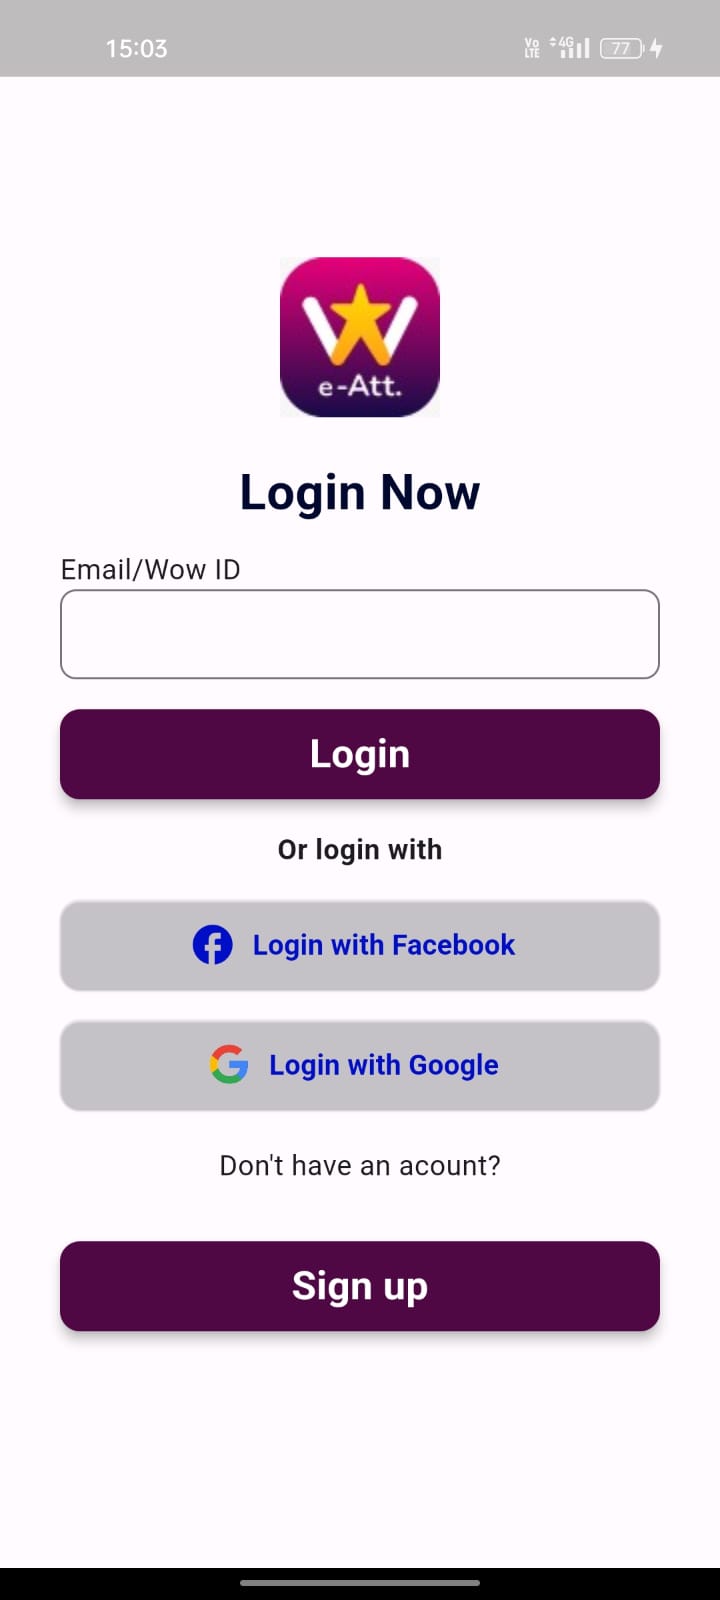 15:03
Vo
LTE
4G
77
e-Att.
Login Now
Email/Wow ID
Login
Or login with
Login with Facebook
Login with Google
Don't have an acount?
Sign up